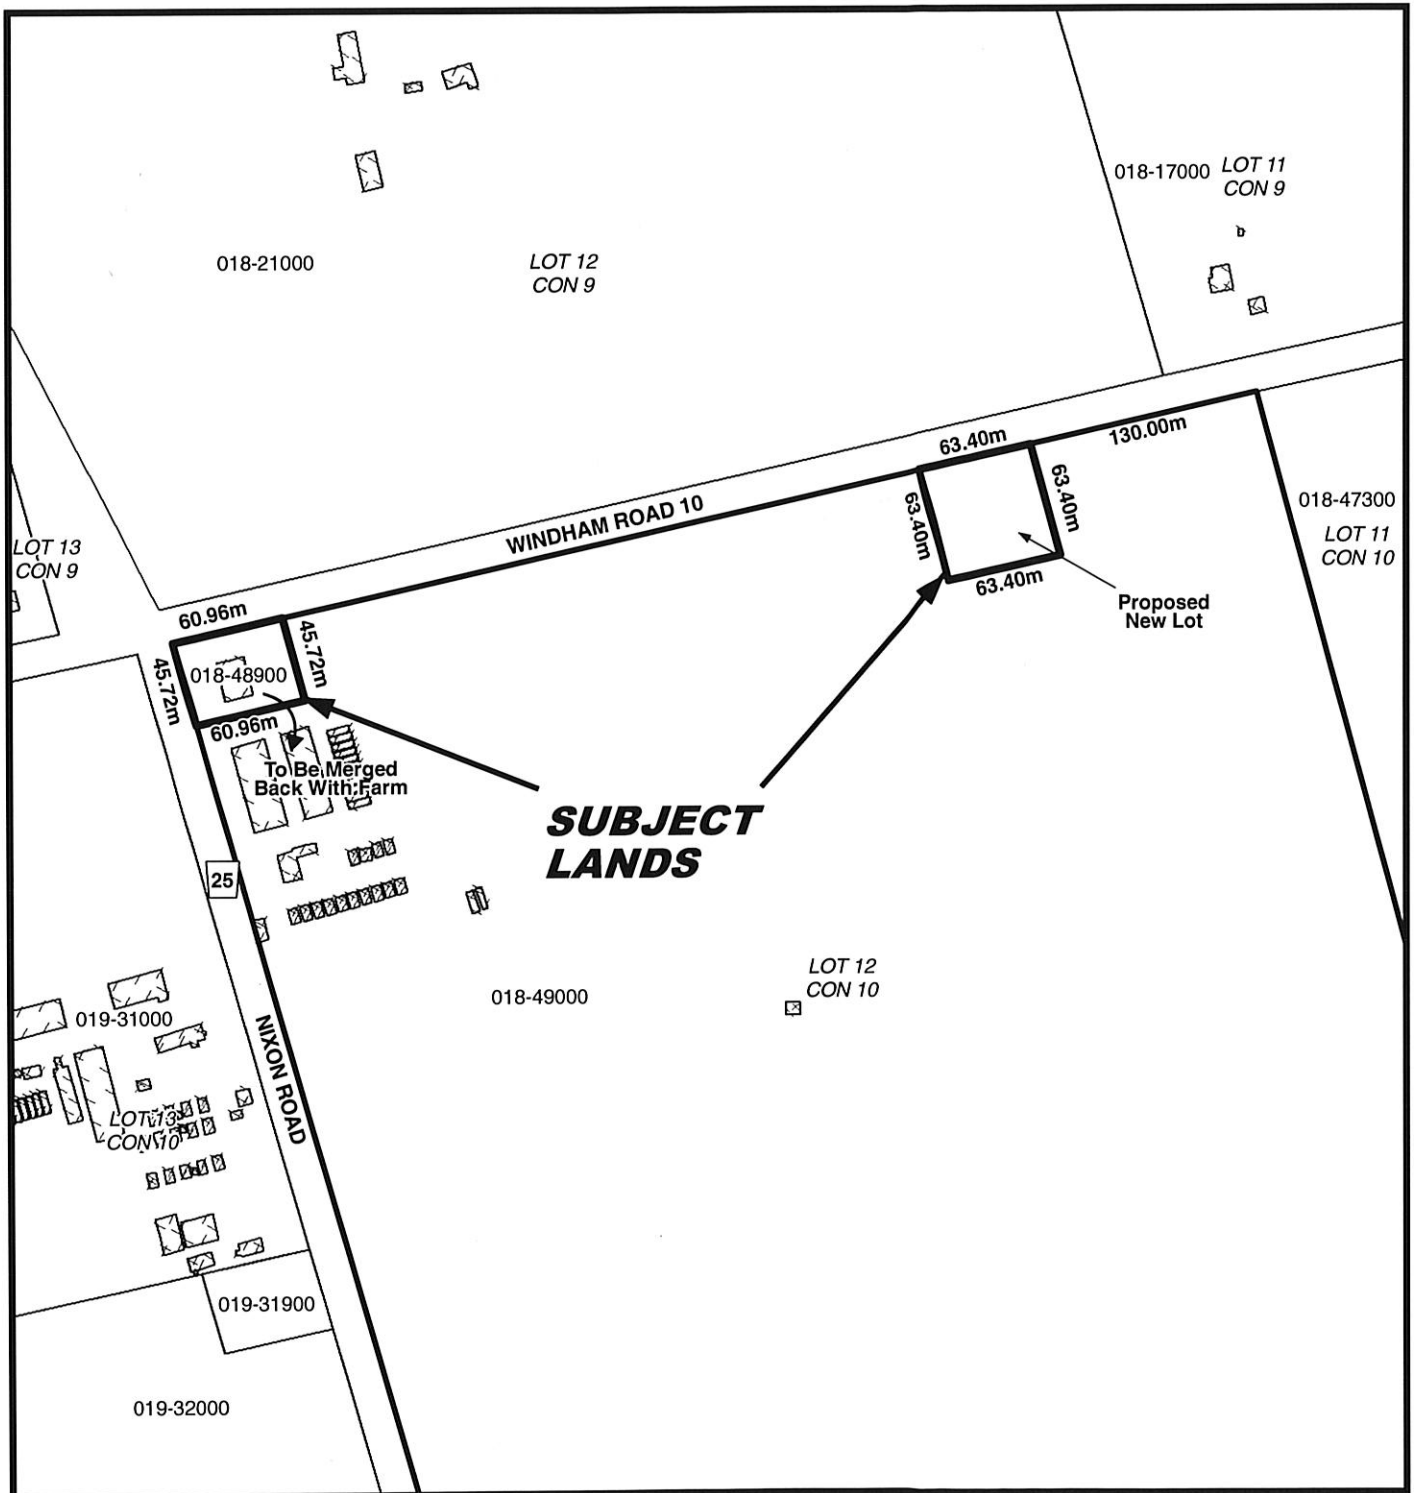 018-17000
LOT 11
CON 9
018-21000
LOT 12
CON 9
63.40m
130.00m
63.40m
63.40m
63.40m
018-47300
LOT 11
CON 10
WINDHAM ROAD 10
LOT 13
CON 9
Proposed
New Lot
60.96m
45.72m
45.72m
018-48900
60.96m
To Be Merged
Back With Farm
SUBJECT
LANDS
25
LOT 12
CON 10
018-49000
019-31000
NIXON ROAD
LOT 13
CON 10
019-31900
019-32000